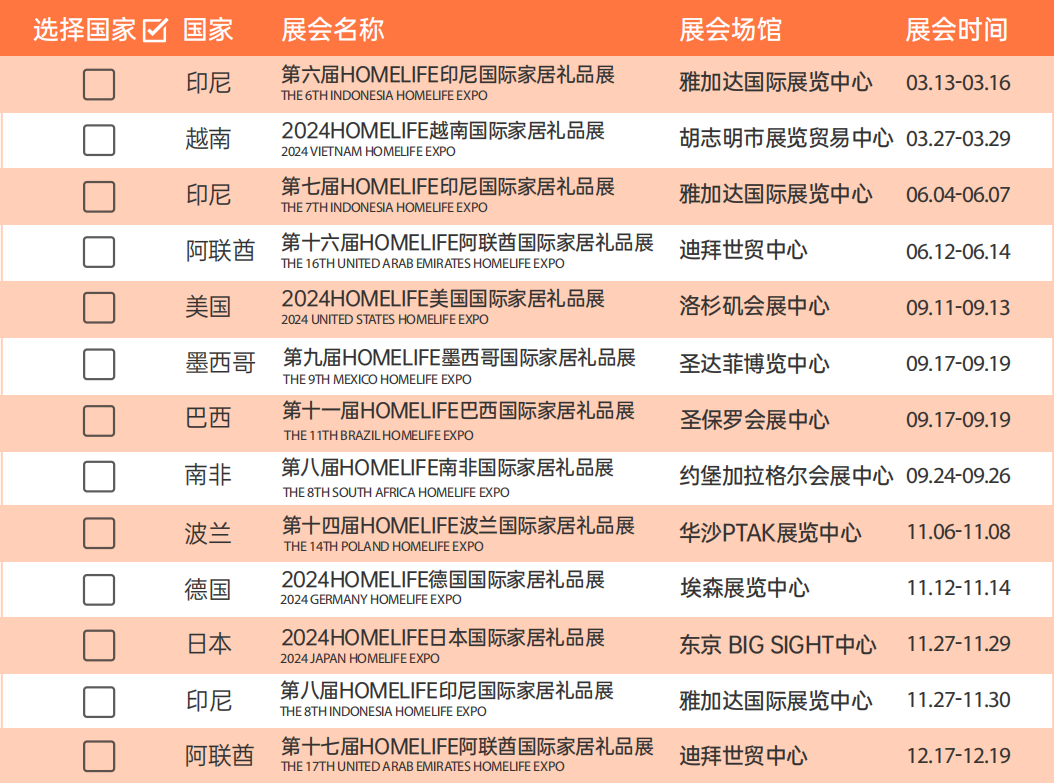 选择国家 国家 展会名称 展会场馆 展会时间
印尼 第六届HOMELIFE印尼国际家居礼品展 雅加达国际展览中心 03.13-03.16
THE 6TH INDONESIA HOMELIFE EXPO
越南 2024HOMELIFE越南国际家居礼品展 胡志明市展览贸易中心 03.27-03.29
2024 VIETNAM HOMELIFE EXPO
印尼 第七届HOMELIFE印尼国际家居礼品展 雅加达国际展览中心 06.04-06.07
THE 7TH INDONESIA HOMELIFE EXPO
阿联酋 第十六届HOMELIFE阿联酋国际家居礼品展 迪拜世贸中心 06.12-06.14
THE 16TH UNITED ARAB EMIRATES HOMELIFE EXPO
美国 2024HOMELIFE美国国际家居礼品展 洛杉矶会展中心 09.11-09.13
2024 UNITED STATES HOMELIFE EXPO
墨西哥 第九届HOMELIFE墨西哥国际家居礼品展 圣达菲博览中心 09.17-09.19
THE 9TH MEXICO HOMELIFE EXPO
巴西 第十一届HOMELIFE巴西国际家居礼品展 圣保罗会展中心 09.17-09.19
THE 11TH BRAZIL HOMELIFE EXPO
南非 第八届HOMELIFE南非国际家居礼品展 约堡加拉格尔会展中心 09.24-09.26
THE 8TH SOUTH AFRICA HOMELIFE EXPO
波兰 第十四届HOMELIFE波兰国际家居礼品展 华沙PTAK展览中心 11.06-11.08
THE 14TH POLAND HOMELIFE EXPO
德国 2024HOMELIFE德国国际家居礼品展 埃森展览中心 11.12-11.14
2024 GERMANY HOMELIFE EXPO
日本 2024HOMELIFE日本国际家居礼品展 东京 BIG SIGHT中心 11.27-11.29
2024 JAPAN HOMELIFE EXPO
印尼 第八届HOMELIFE印尼国际家居礼品展 雅加达国际展览中心 11.27-11.30
THE 8TH INDONESIA HOMELIFE EXPO
阿联酋 第十七届HOMELIFE阿联酋国际家居礼品展 迪拜世贸中心 12.17-12.19
THE 17TH UNITED ARAB EMIRATES HOMELIFE EXPO